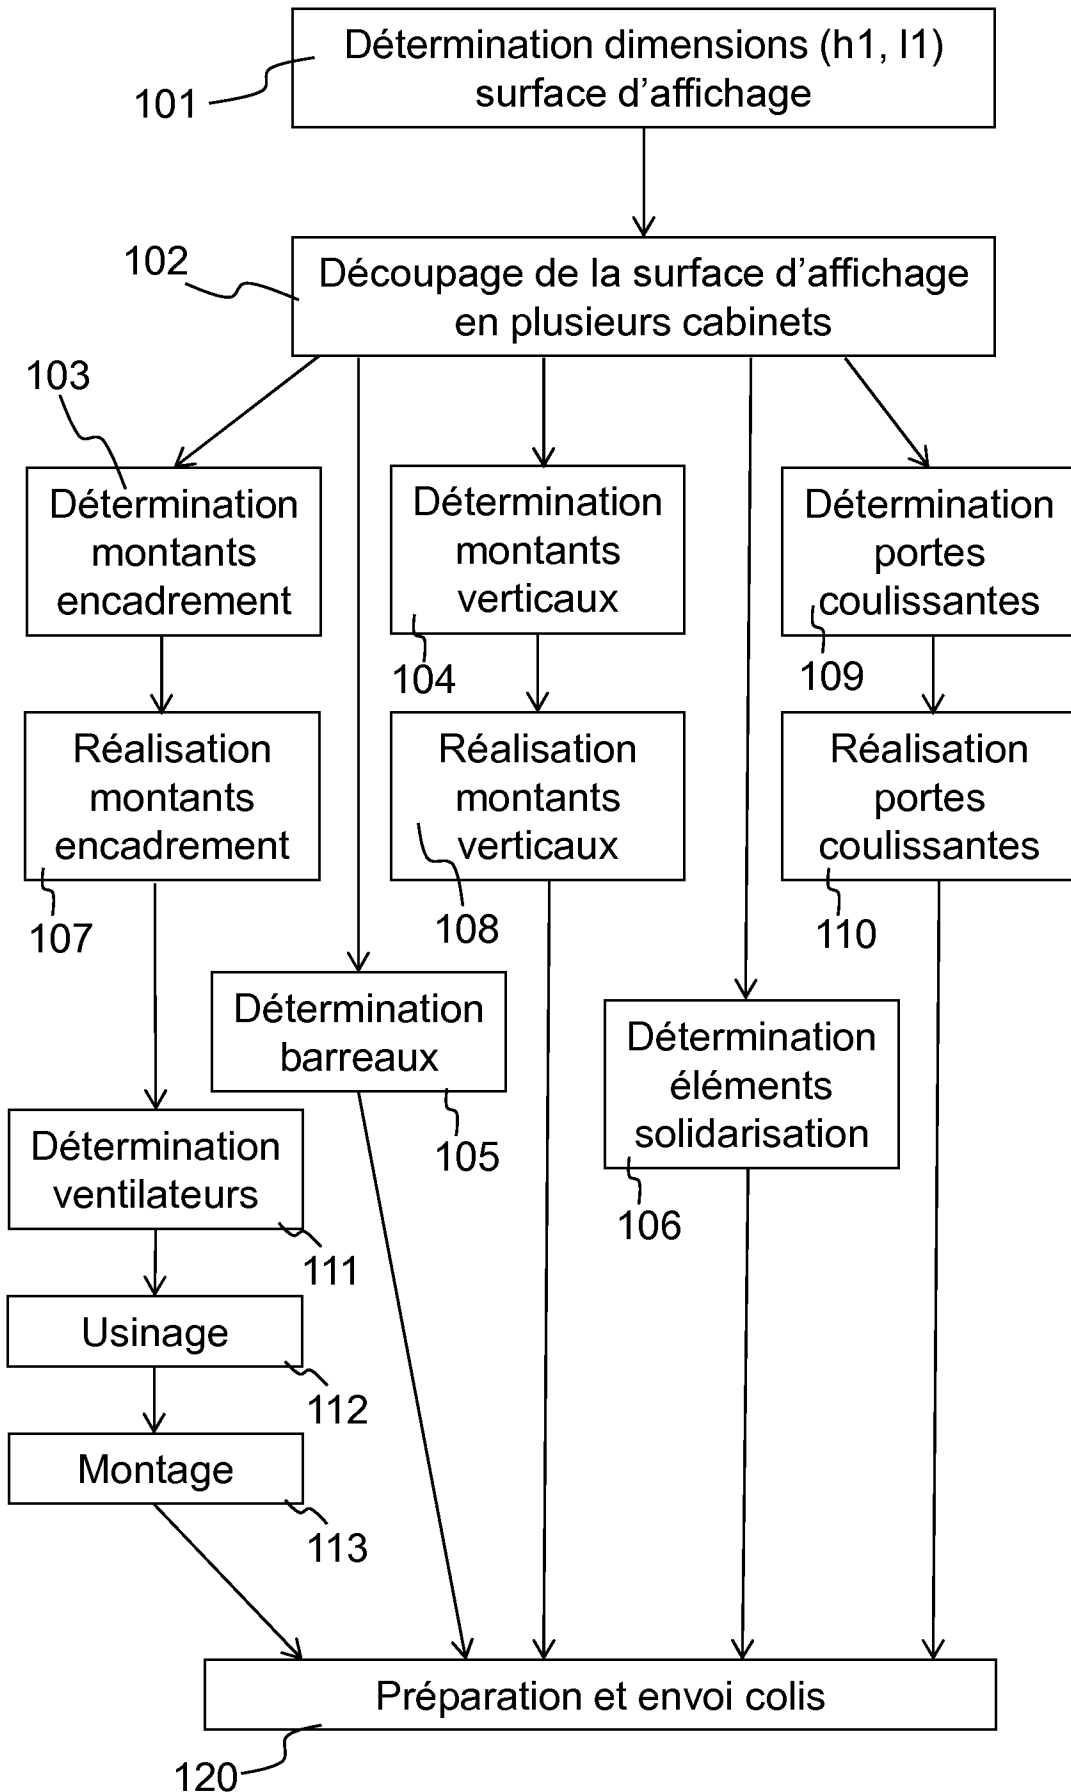 Détermination dimensions (h1, l1)
surface d’affichage
101
Découpage de la surface d’affichage
en plusieurs cabinets
102
103
Détermination
montants
encadrement
Détermination
montants
verticaux
104
Détermination
portes
coulissantes
109
Réalisation
montants
encadrement
107
Réalisation
montants
verticaux
108
Réalisation
portes
coulissantes
110
Détermination
barreaux
105
Détermination
éléments
solidarisation
106
Détermination
ventilateurs
111
Usinage
112
Montage
113
Préparation et envoi colis
120